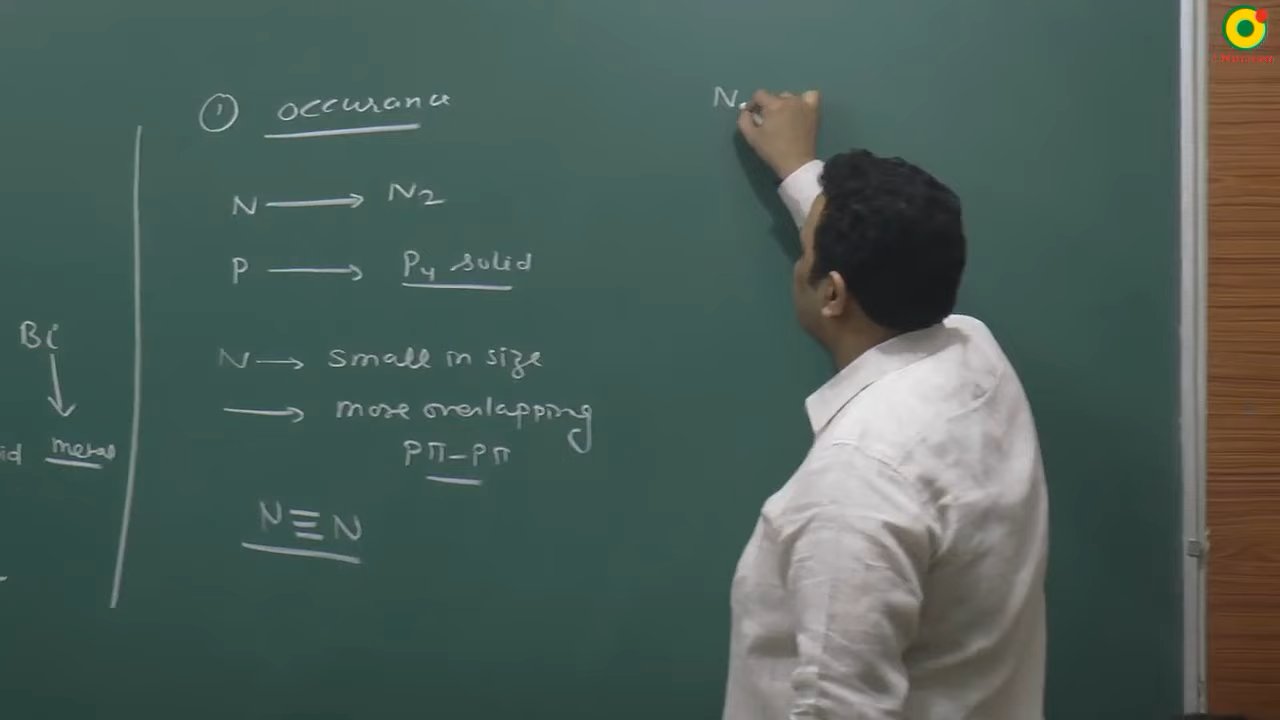 ① occurance
N → N2
P → P4 solid
N → small in size
→ more overlapping
Pπ-Pπ
N≡N
Bi
↓
metal
N